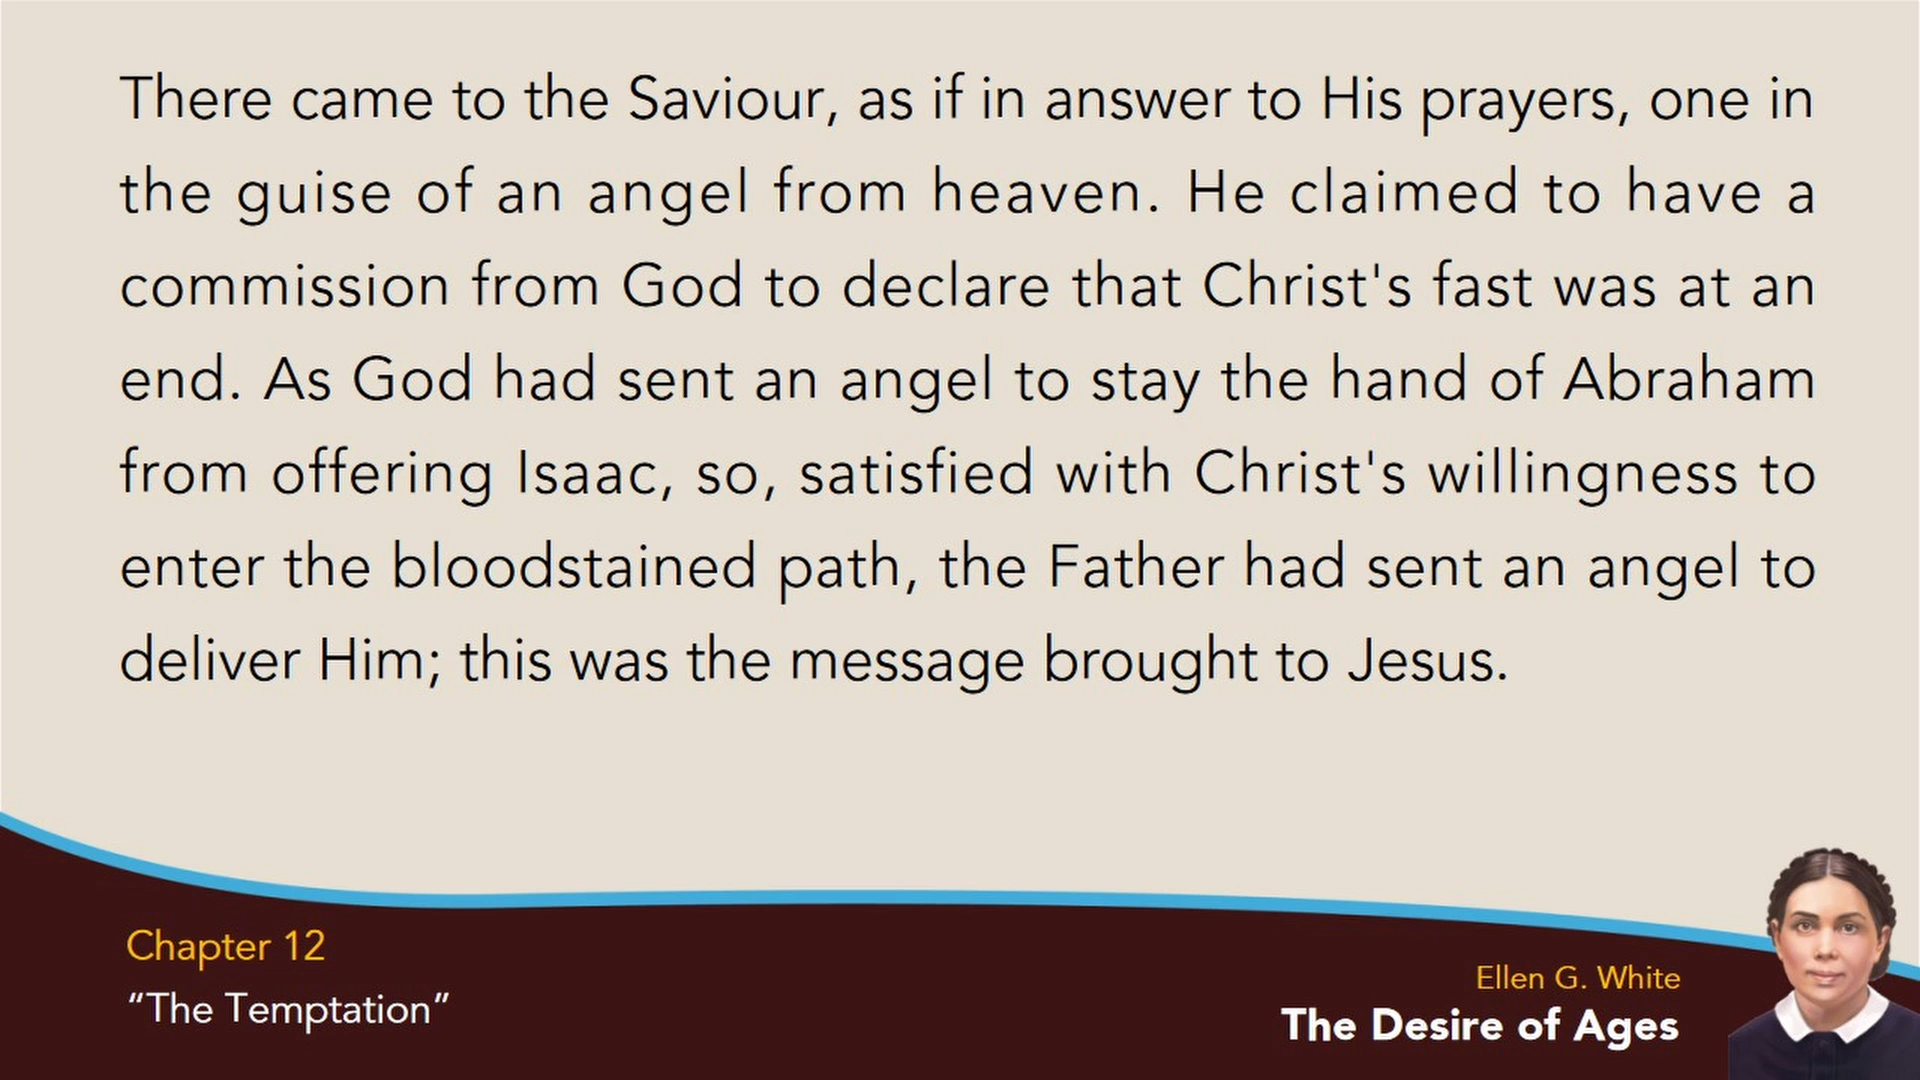 There came to the Saviour, as if in answer to His prayers, one in
the guise of an angel from heaven. He claimed to have a
commission from God to declare that Christ's fast was at an
end. As God had sent an angel to stay the hand of Abraham
from offering Isaac, so, satisfied with Christ's willingness to
enter the bloodstained path, the Father had sent an angel to
deliver Him; this was the message brought to Jesus.
Chapter 12
“The Temptation”
Ellen G. White
The Desire of Ages